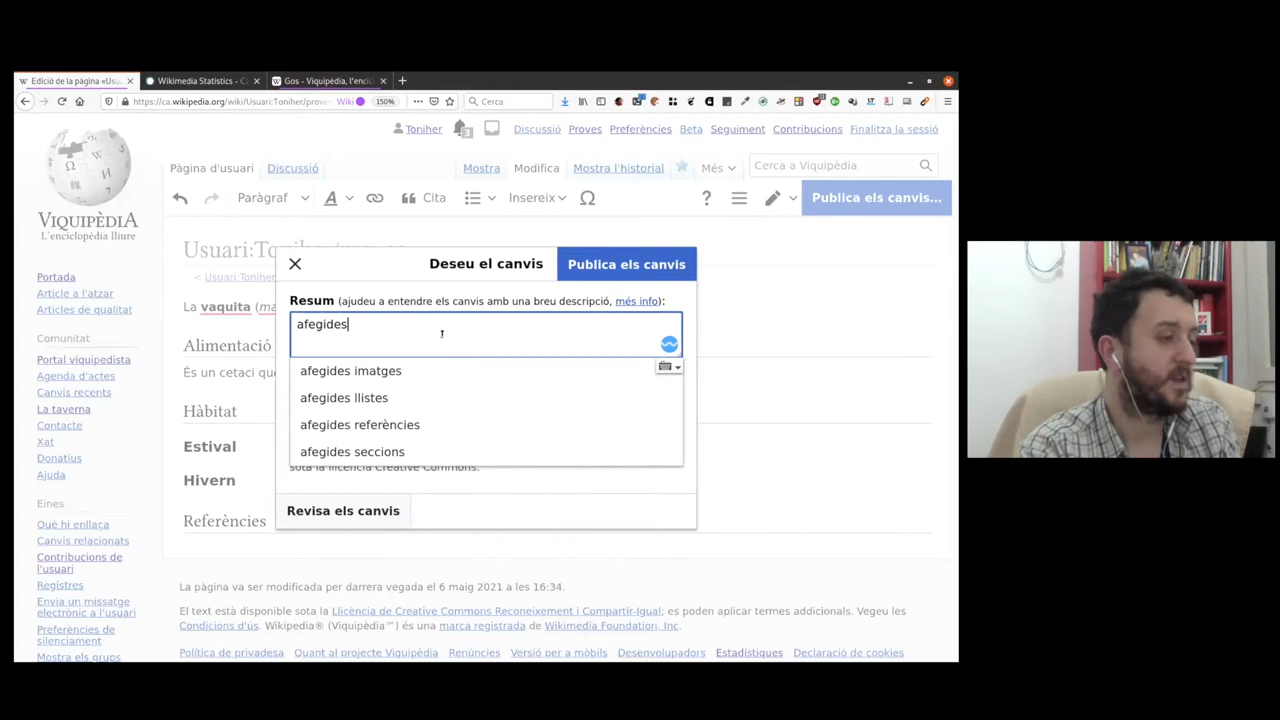 Edició de la pàgina «Usu
Wikimedia Statistics - C
Gos - Viquipèdia, l'encic
https://ca.wikipedia.org/wiki/Usuari:Toniher/prove
Wiki
150%
Cerca
Toniher
3
Discussió
Proves
Preferències
Beta
Seguiment
Contribucions
Finalitza la sessió
Pàgina d'usuari
Discussió
Mostra
Modifica
Mostra l'historial
Més
Cerca a Viquipèdia
Paràgraf
A
Cita
Insereix
Ω
?
Publica els canvis...
VIQUIPÈDIA
L'enciclopèdia lliure
Portada
Article a l'atzar
Articles de qualitat
Portal viquipedista
Agenda d'actes
Canvis recents
La taverna
Contacte
Xat
Donatius
Ajuda
Eines
Què hi enllaça
Canvis relacionats
Contribucions de
l'usuari
Registres
Envia un missatge
electrònic a l'usuari
Preferències de
silenciament
Mostra els grups
Usuari:Toniher/
< Usuari:Toniher
La vaquita
Alimentació
És un cetaci que
Hàbitat
Estival
Hivern
Referències
Deseu el canvis
Publica els canvis
Resum (ajudeu a entendre els canvis amb una breu descripció, més info):
afegides
afegides imatges
afegides llistes
afegides referències
afegides seccions
sota la llicència Creative Commons.
Revisa els canvis
La pàgina va ser modificada per darrera vegada el 6 maig 2021 a les 16:34.
El text està disponible sota la Llicència de Creative Commons Reconeixement i Compartir-Igual; es poden aplicar termes addicionals. Vegeu les
Condicions d'ús. Wikipedia® (Viquipèdia™) és una marca registrada de Wikimedia Foundation, Inc.
Política de privadesa
Quant al projecte Viquipèdia
Renúncies
Versió per a mòbils
Desenvolupadors
Estadístiques
Declaració de cookies